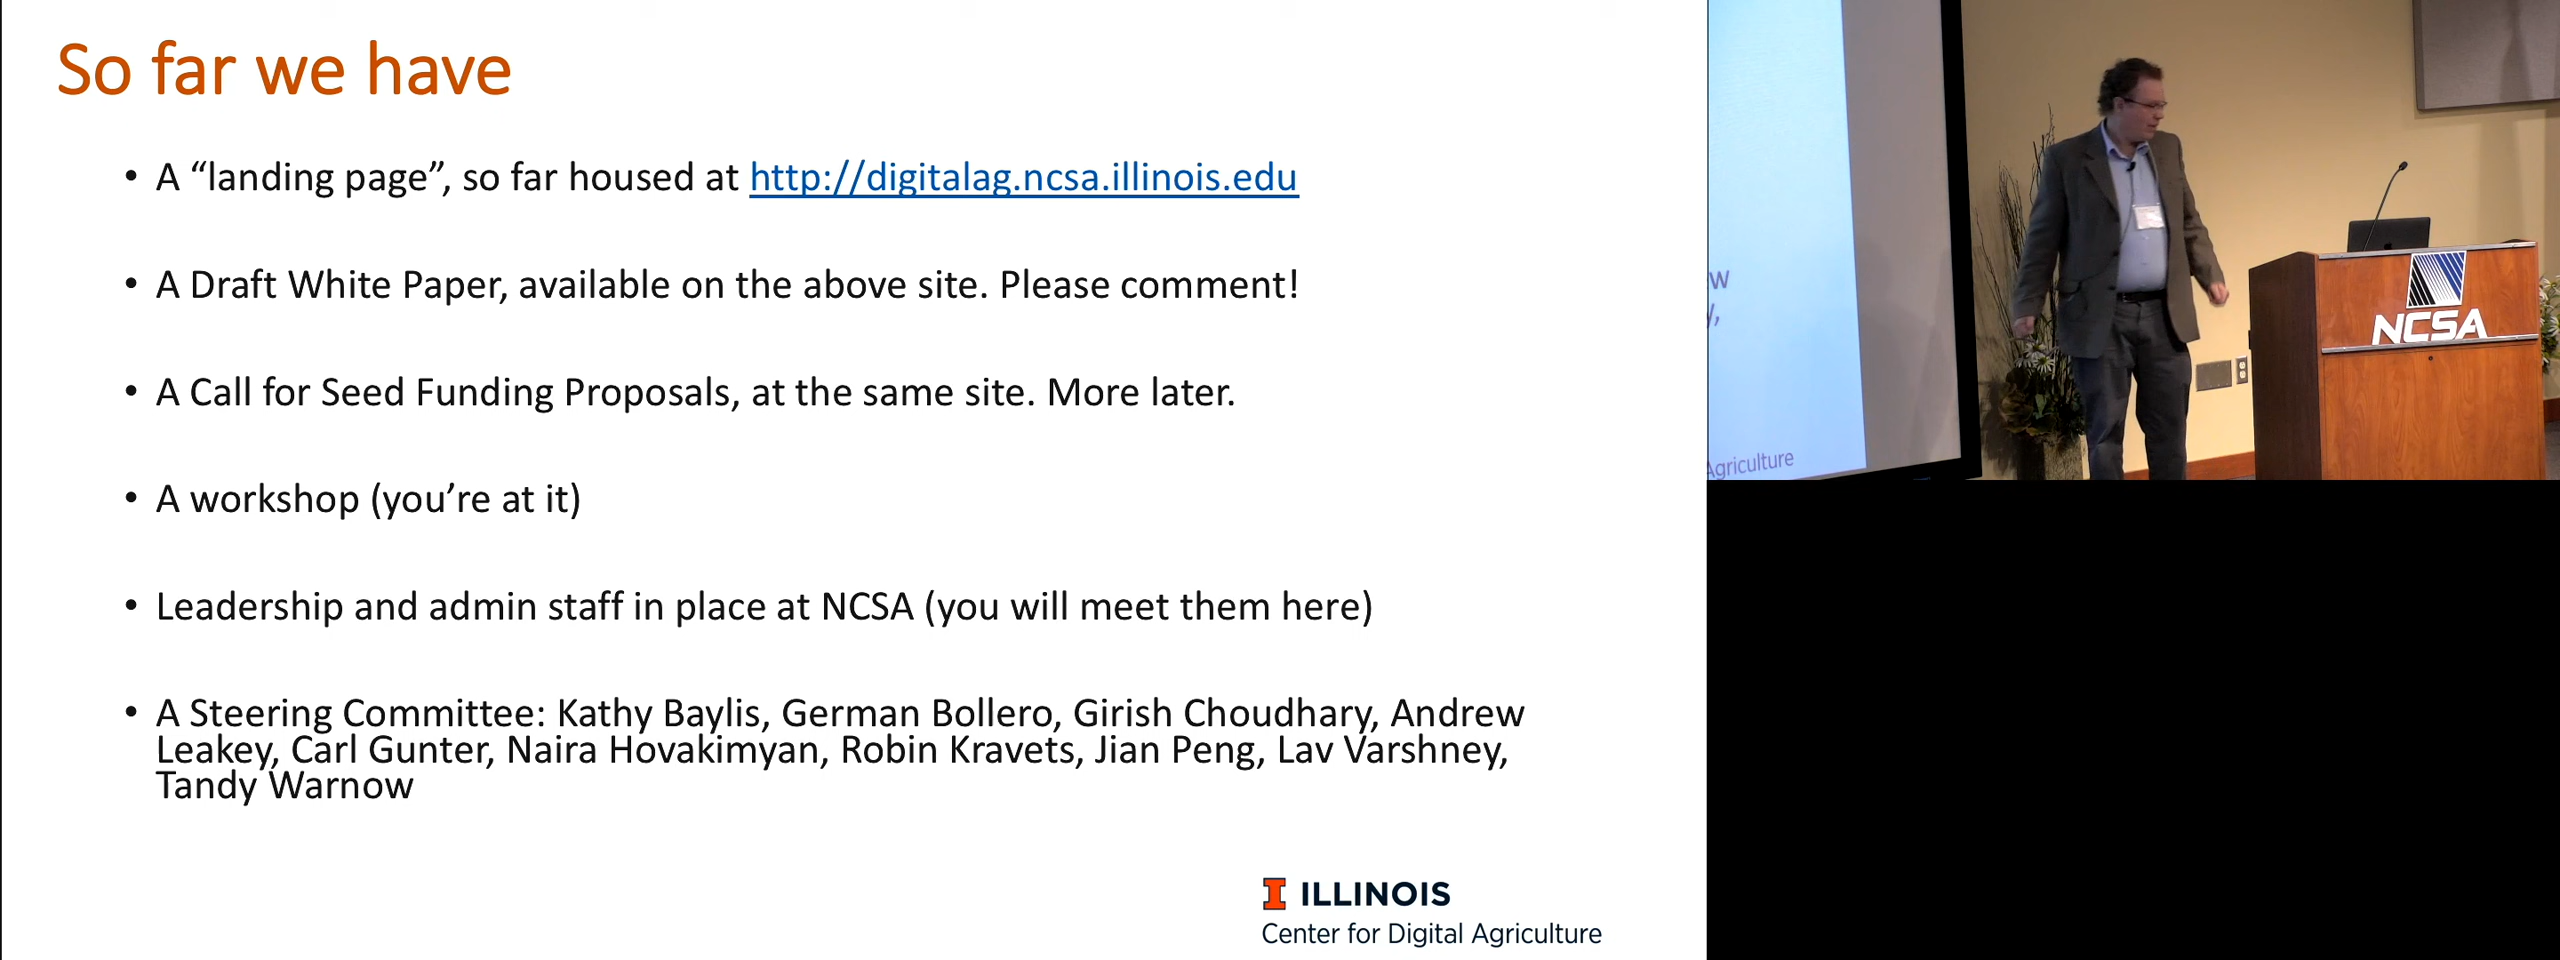 So far we have
• A “landing page”, so far housed at http://digitalag.ncsa.illinois.edu
• A Draft White Paper, available on the above site. Please comment!
• A Call for Seed Funding Proposals, at the same site. More later.
• A workshop (you’re at it)
• Leadership and admin staff in place at NCSA (you will meet them here)
• A Steering Committee: Kathy Baylis, German Bollero, Girish Choudhary, Andrew
Leakey, Carl Gunter, Naira Hovakimyan, Robin Kravets, Jian Peng, Lav Varshney,
Tandy Warnow
I ILLINOIS
Center for Digital Agriculture
w
y,
Agriculture
NCSA